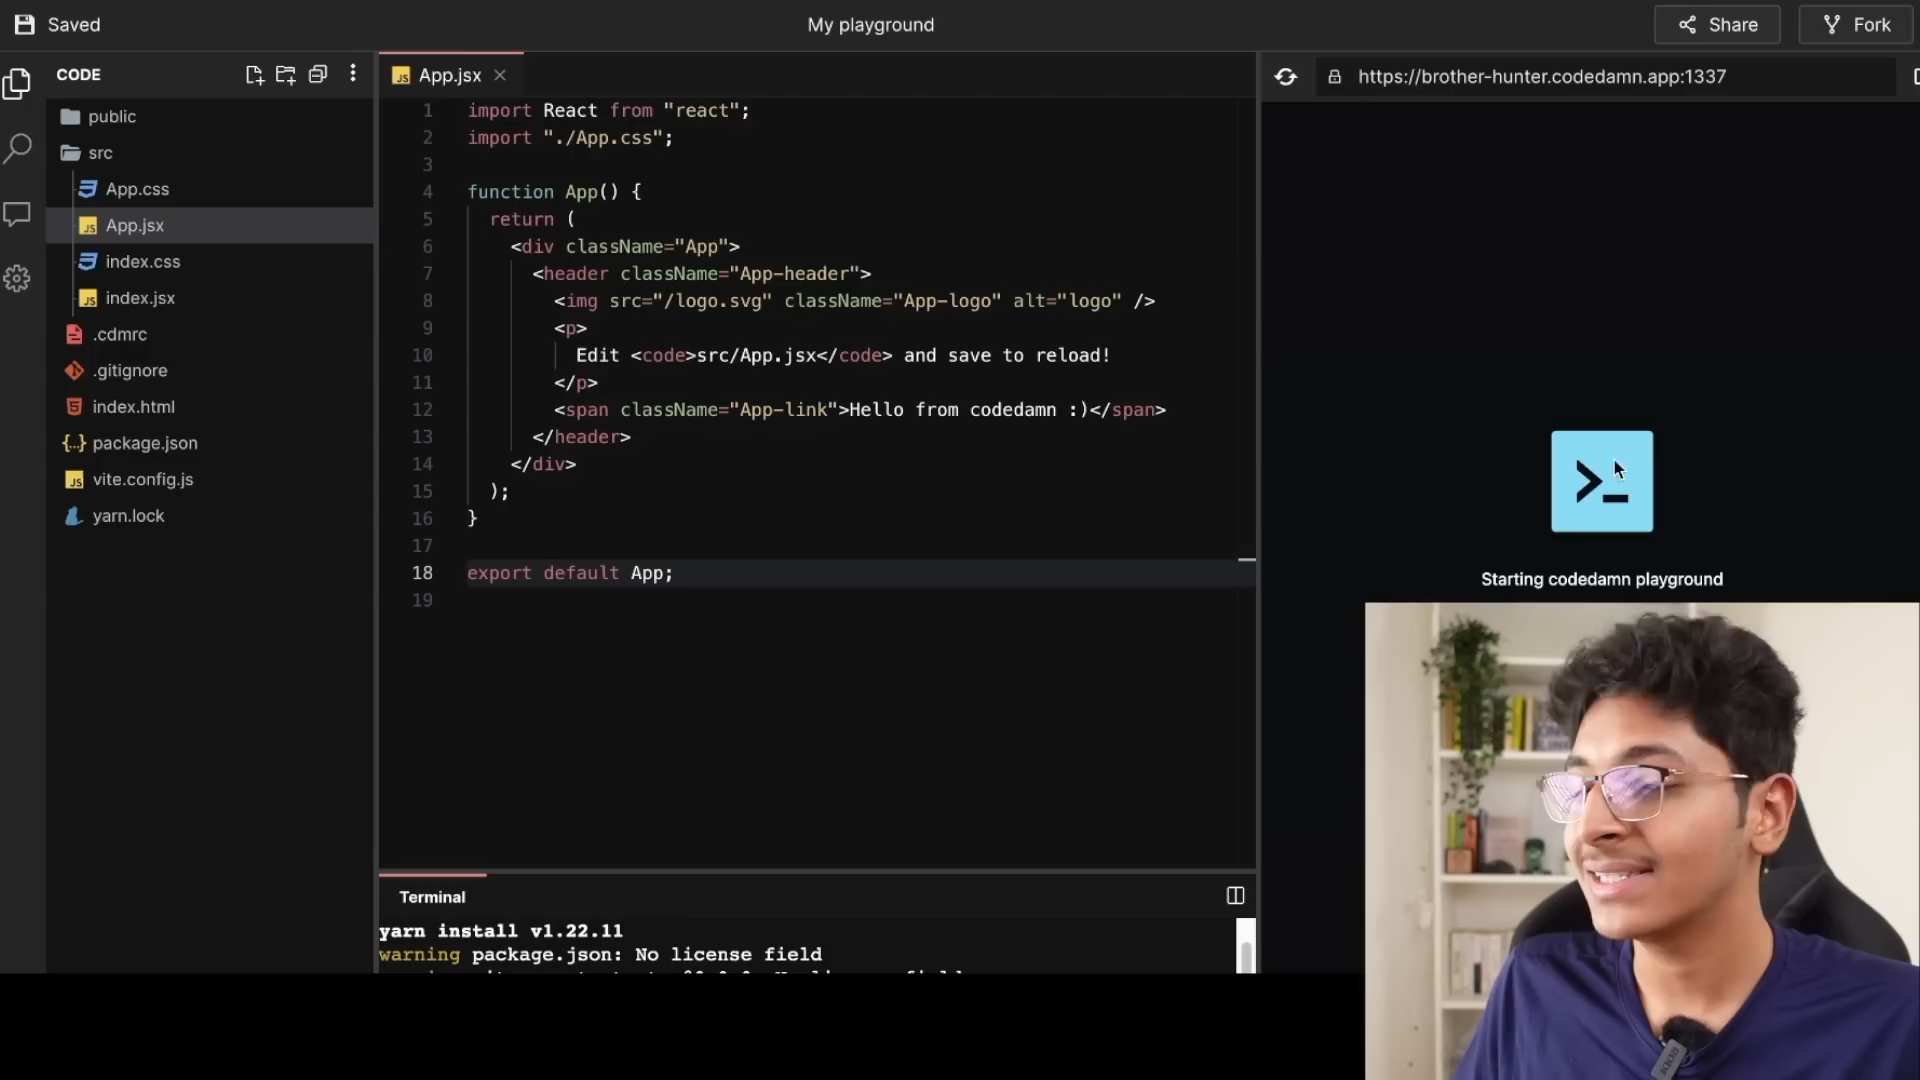 Saved
My playground
Share
Fork
CODE
public
src
App.css
App.jsx
index.css
index.jsx
.cdmrc
.gitignore
index.html
package.json
vite.config.js
yarn.lock
App.jsx
1 import React from "react";
2 import "./App.css";
3
4 function App() {
5 return (
6 <div className="App">
7 <header className="App-header">
8 <img src="/logo.svg" className="App-logo" alt="logo" />
9 <p>
10 Edit <code>src/App.jsx</code> and save to reload!
11 </p>
12 <span className="App-link">Hello from codedamn :)</span>
13 </header>
14 </div>
15 );
16 }
17
18 export default App;
19
Terminal
yarn install v1.22.11
warning package.json: No license field
https://brother-hunter.codedamn.app:1337
Starting codedamn playground